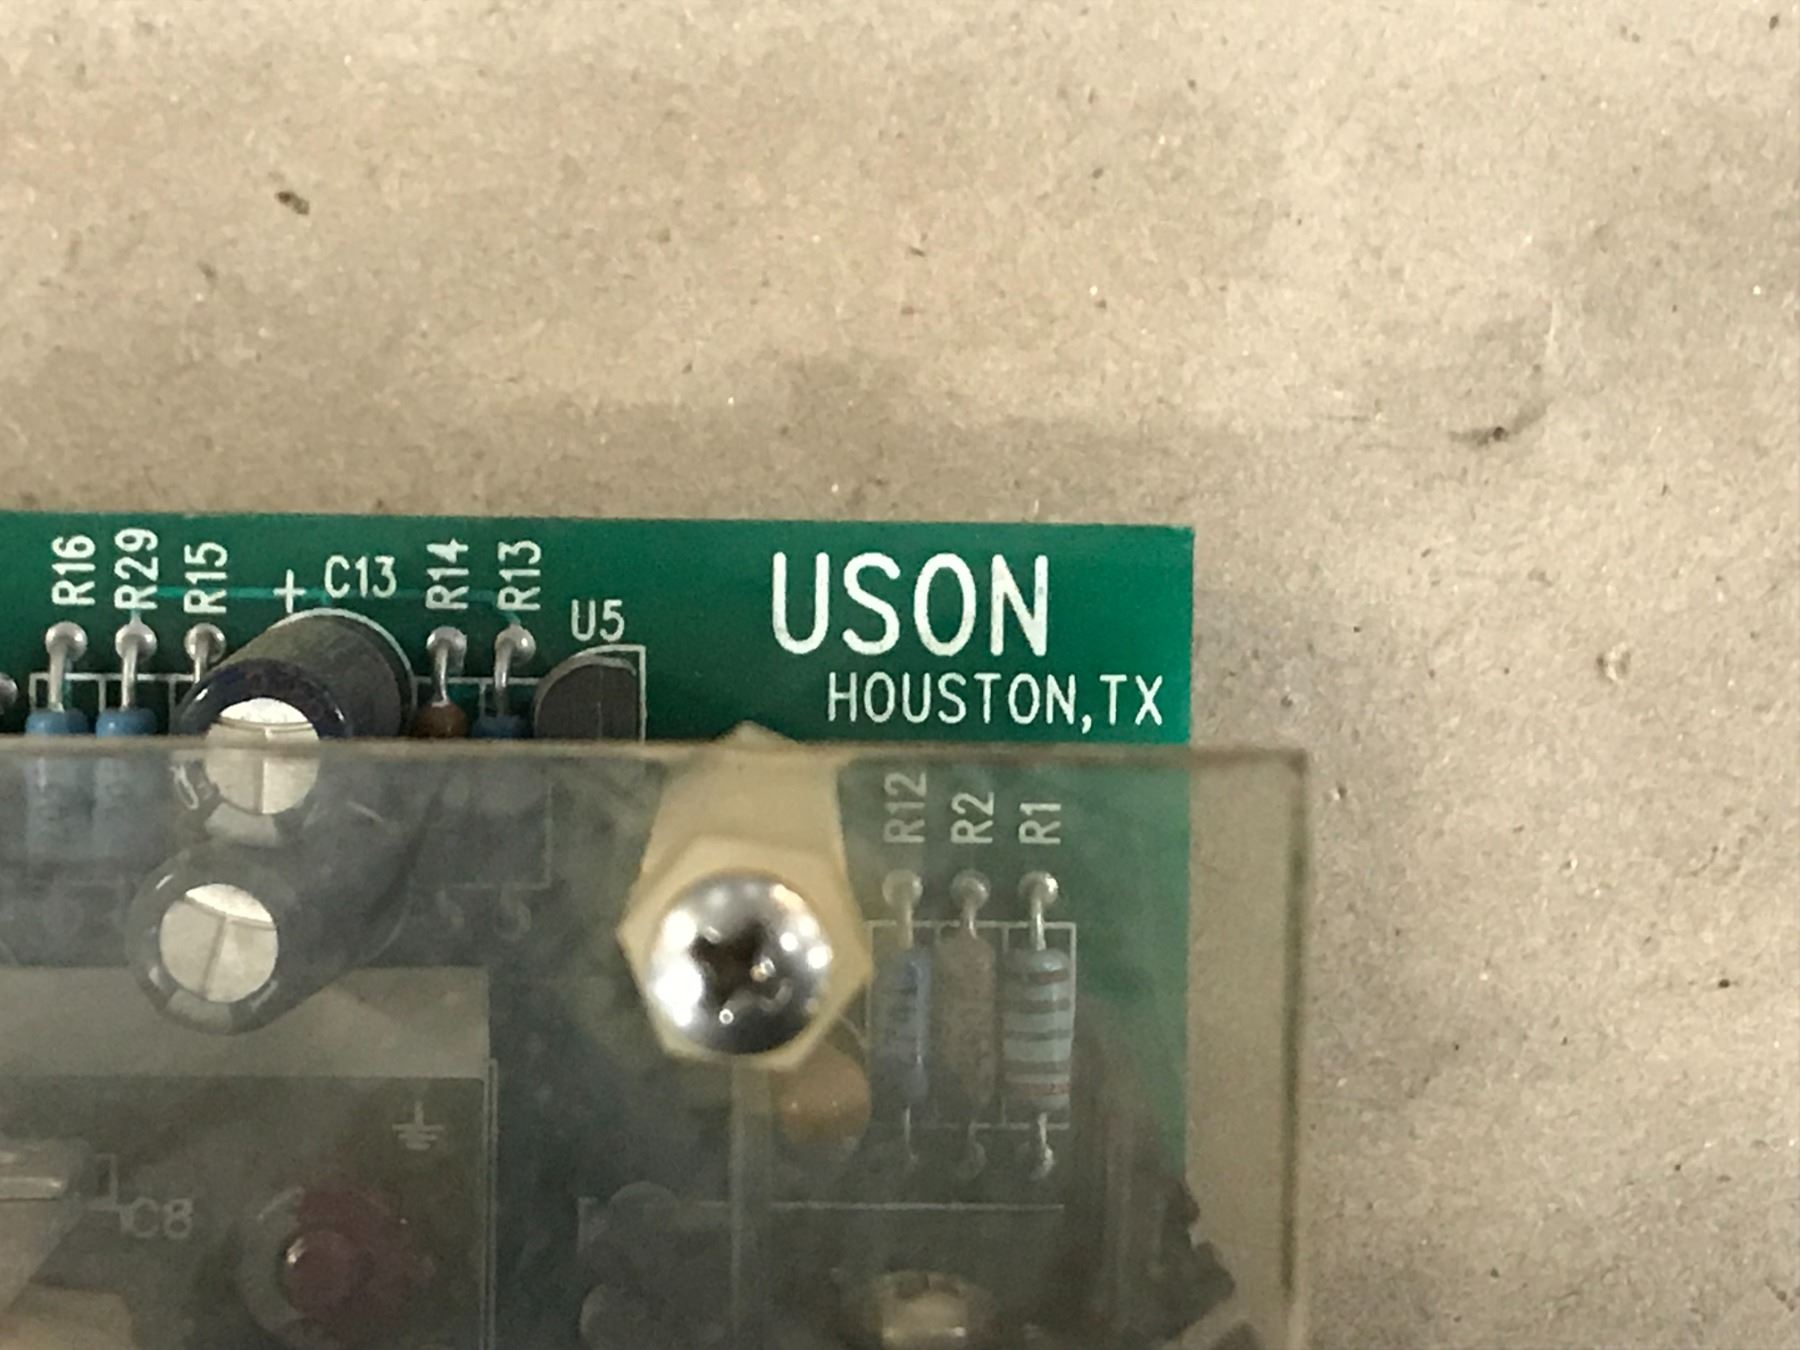 R16
R29
R15
+ C13
R14
R13
U5
USON
HOUSTON,TX
R12
R2
R1
C8